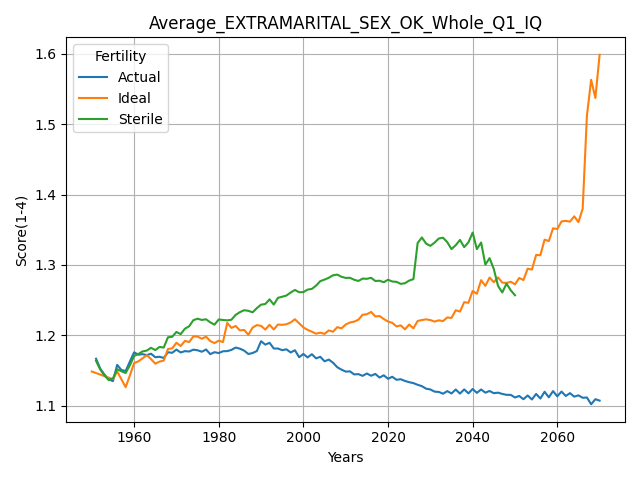 Average_EXTRAMARITAL_SEX_OK_Whole_Q1_IQ
Fertility
Actual
Ideal
Sterile
Score(1-4)
1.6
1.5
1.4
1.3
1.2
1.1
1960 1980 2000 2020 2040 2060
Years